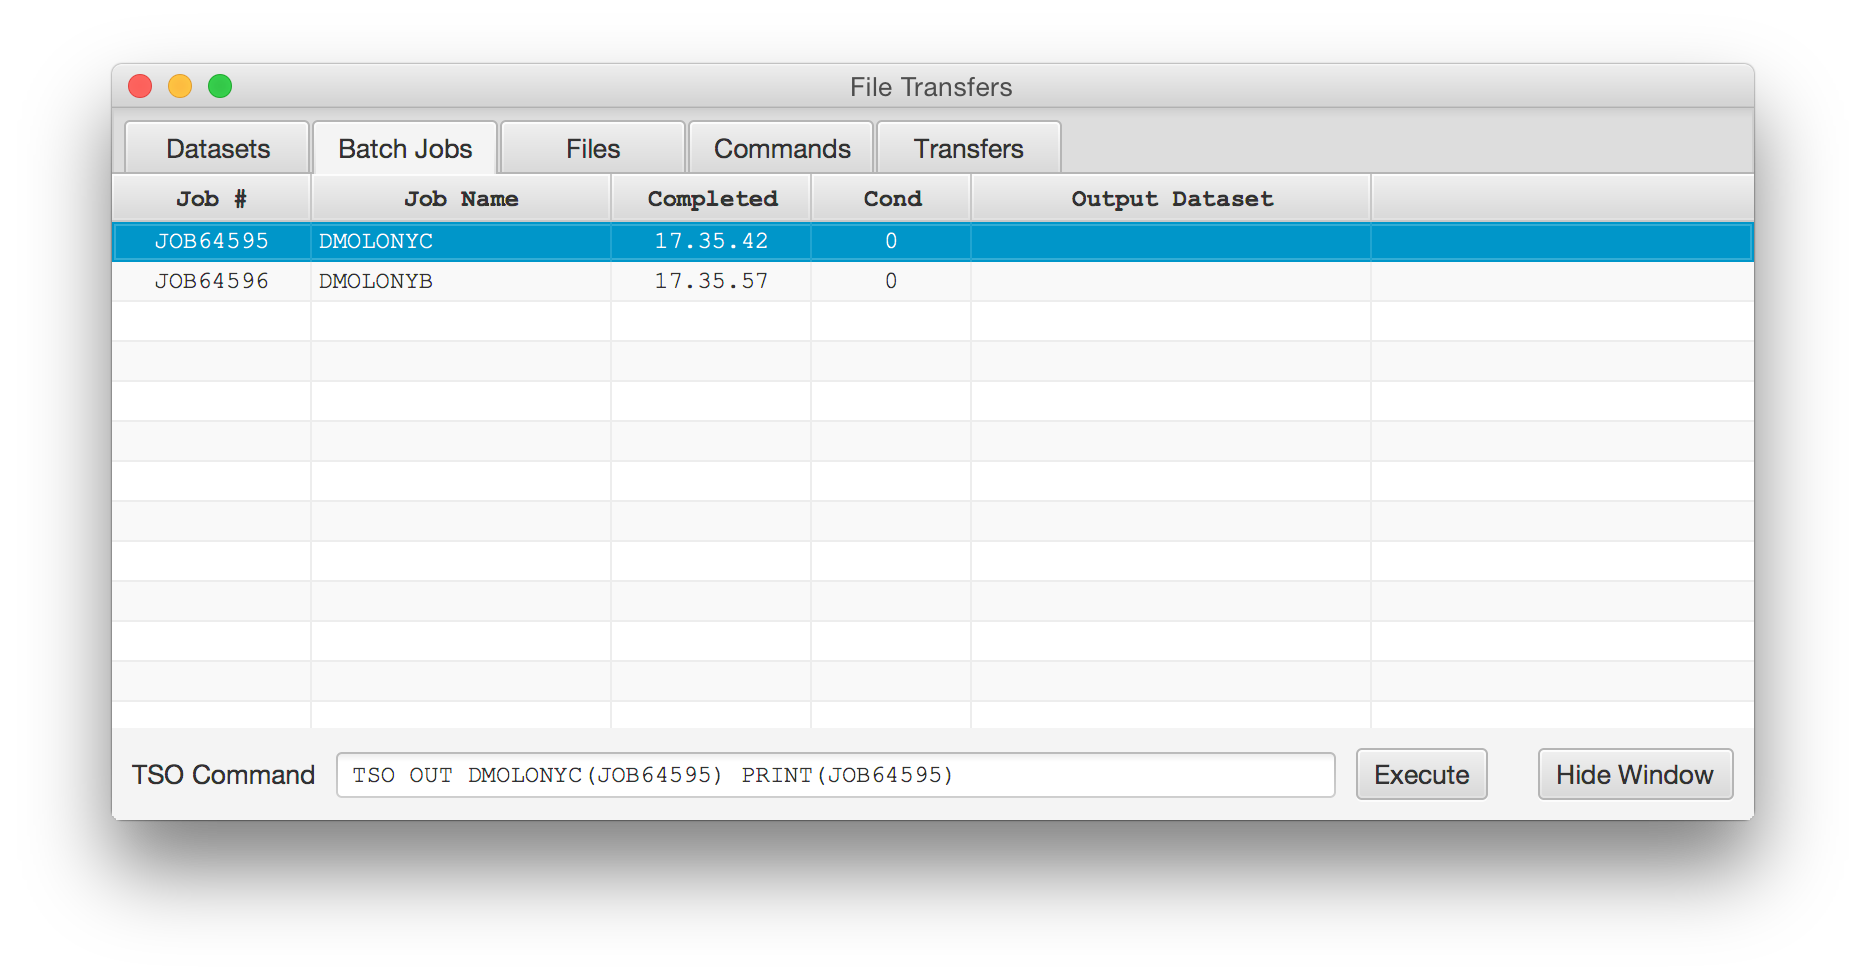 File Transfers
Datasets Batch Jobs Files Commands Transfers
Job # Job Name Completed Cond Output Dataset
JOB64595 DMOLONYC 17.35.42 0
JOB64596 DMOLONYB 17.35.57 0
TSO Command TSO OUT DMOLONYC(JOB64595) PRINT(JOB64595) Execute Hide Window